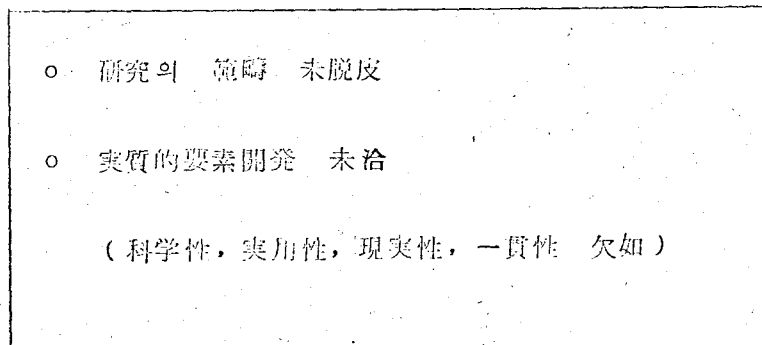 o 研究의 範疇 未脱皮
o 実質的要素開発 未洽
(科学性, 実用性, 現実性, 一貫性 欠如)